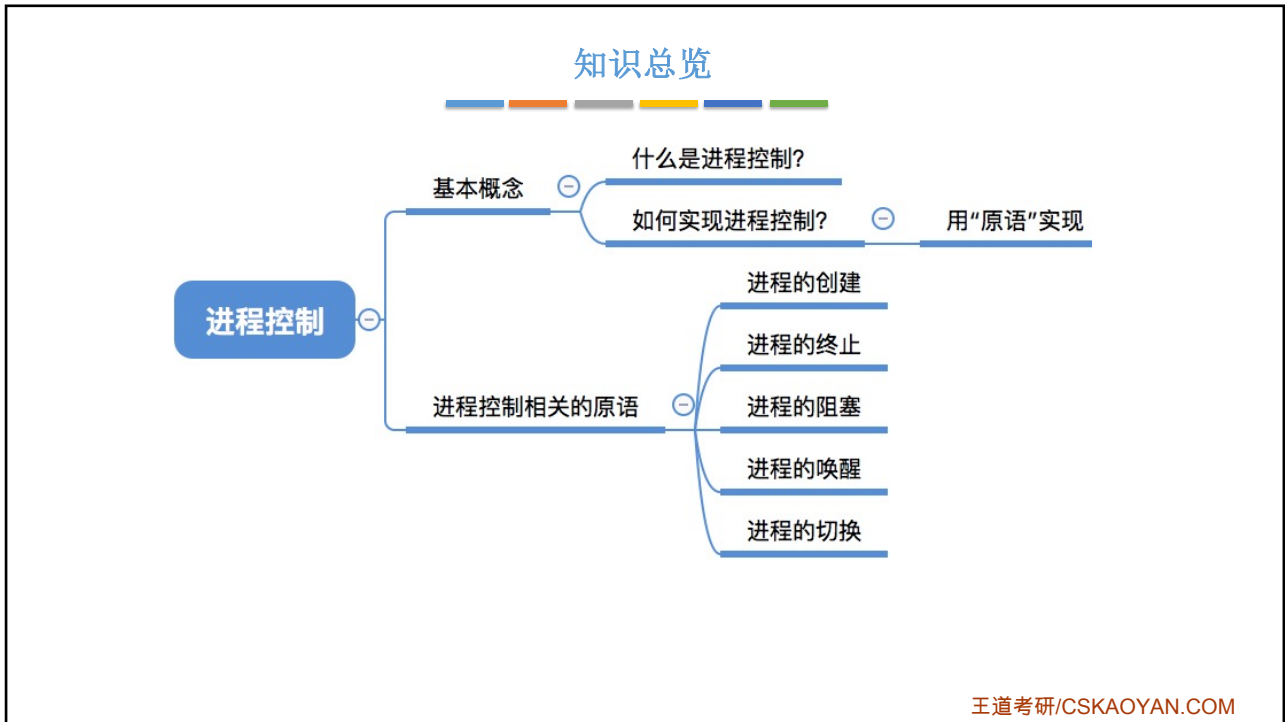 知识总览
什么是进程控制?
基本概念
如何实现进程控制?
用“原语”实现
进程控制
进程控制相关的原语
进程的创建
进程的终止
进程的阻塞
进程的唤醒
进程的切换
王道考研/CSKAOYAN.COM